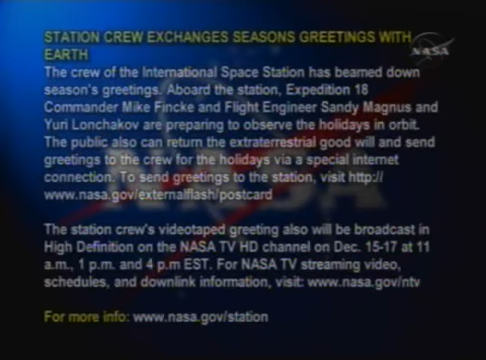 STATION CREW EXCHANGES SEASONS GREETINGS WITH
EARTH
NASA
The crew of the International Space Station has beamed down
season's greetings. Aboard the station, Expedition 18
Commander Mike Fincke and Flight Engineer Sandy Magnus and
Yuri Lonchakov are preparing to observe the holidays in orbit.
The public also can return the extraterrestrial good will and send
greetings to the crew for the holidays via a special internet
connection. To send greetings to the station, visit http://
www.nasa.gov/externalflash/postcard
The station crew's videotaped greeting also will be broadcast in
High Definition on the NASA TV HD channel on Dec. 15-17 at 11
a.m., 1 p.m. and 4 p.m EST. For NASA TV streaming video,
schedules, and downlink information, visit: www.nasa.gov/ntv
For more info: www.nasa.gov/station